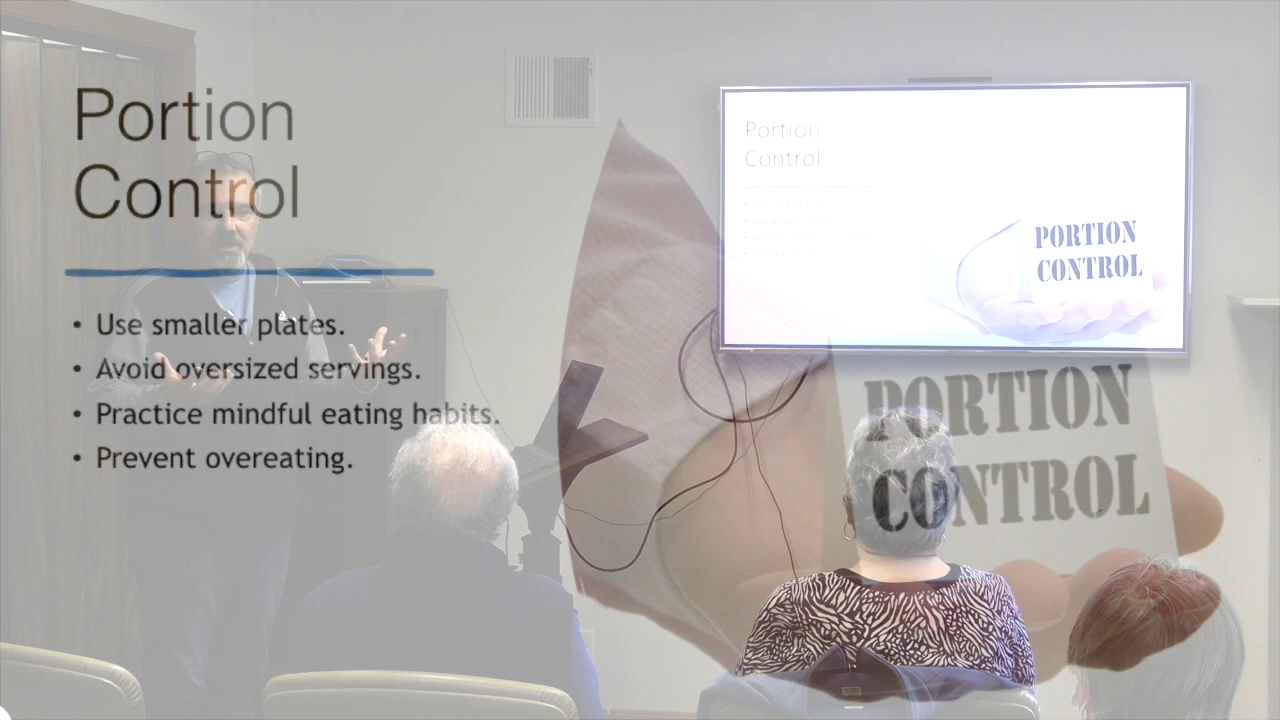 Portion
Control
• Use smaller plates.
• Avoid oversized servings.
• Practice mindful eating habits.
• Prevent overeating.
Portion
Control
PORTION
CONTROL
PORTION
CONTROL